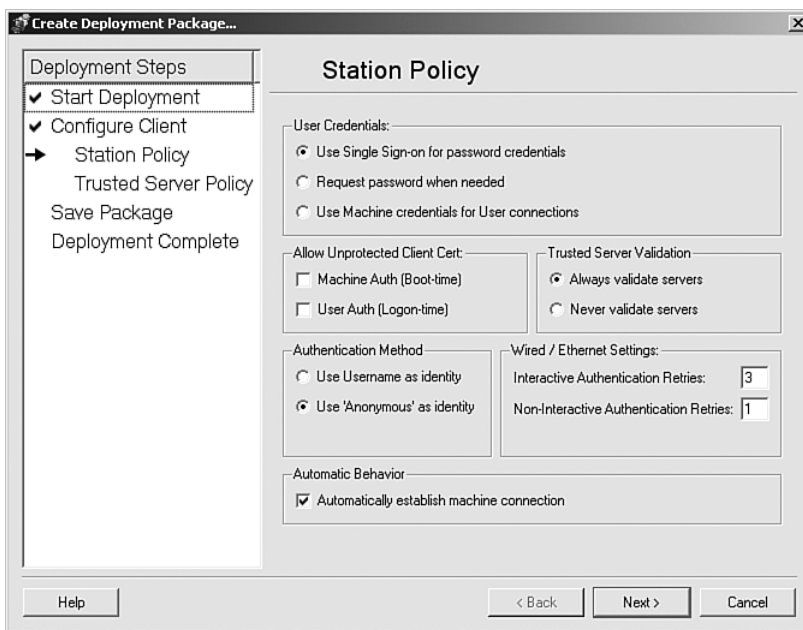 Create Deployment Package...
Deployment Steps
Start Deployment
Configure Client
Station Policy
Trusted Server Policy
Save Package
Deployment Complete
Station Policy
User Credentials:
Use Single Sign-on for password credentials
Request password when needed
Use Machine credentials for User connections
Allow Unprotected Client Cert:
Machine Auth (Boot-time)
User Auth (Logon-time)
Trusted Server Validation
Always validate servers
Never validate servers
Authentication Method
Use Username as identity
Use 'Anonymous' as identity
Wired / Ethernet Settings:
Interactive Authentication Retries: 3
Non-Interactive Authentication Retries: 1
Automatic Behavior
Automatically establish machine connection
Help
< Back
Next >
Cancel